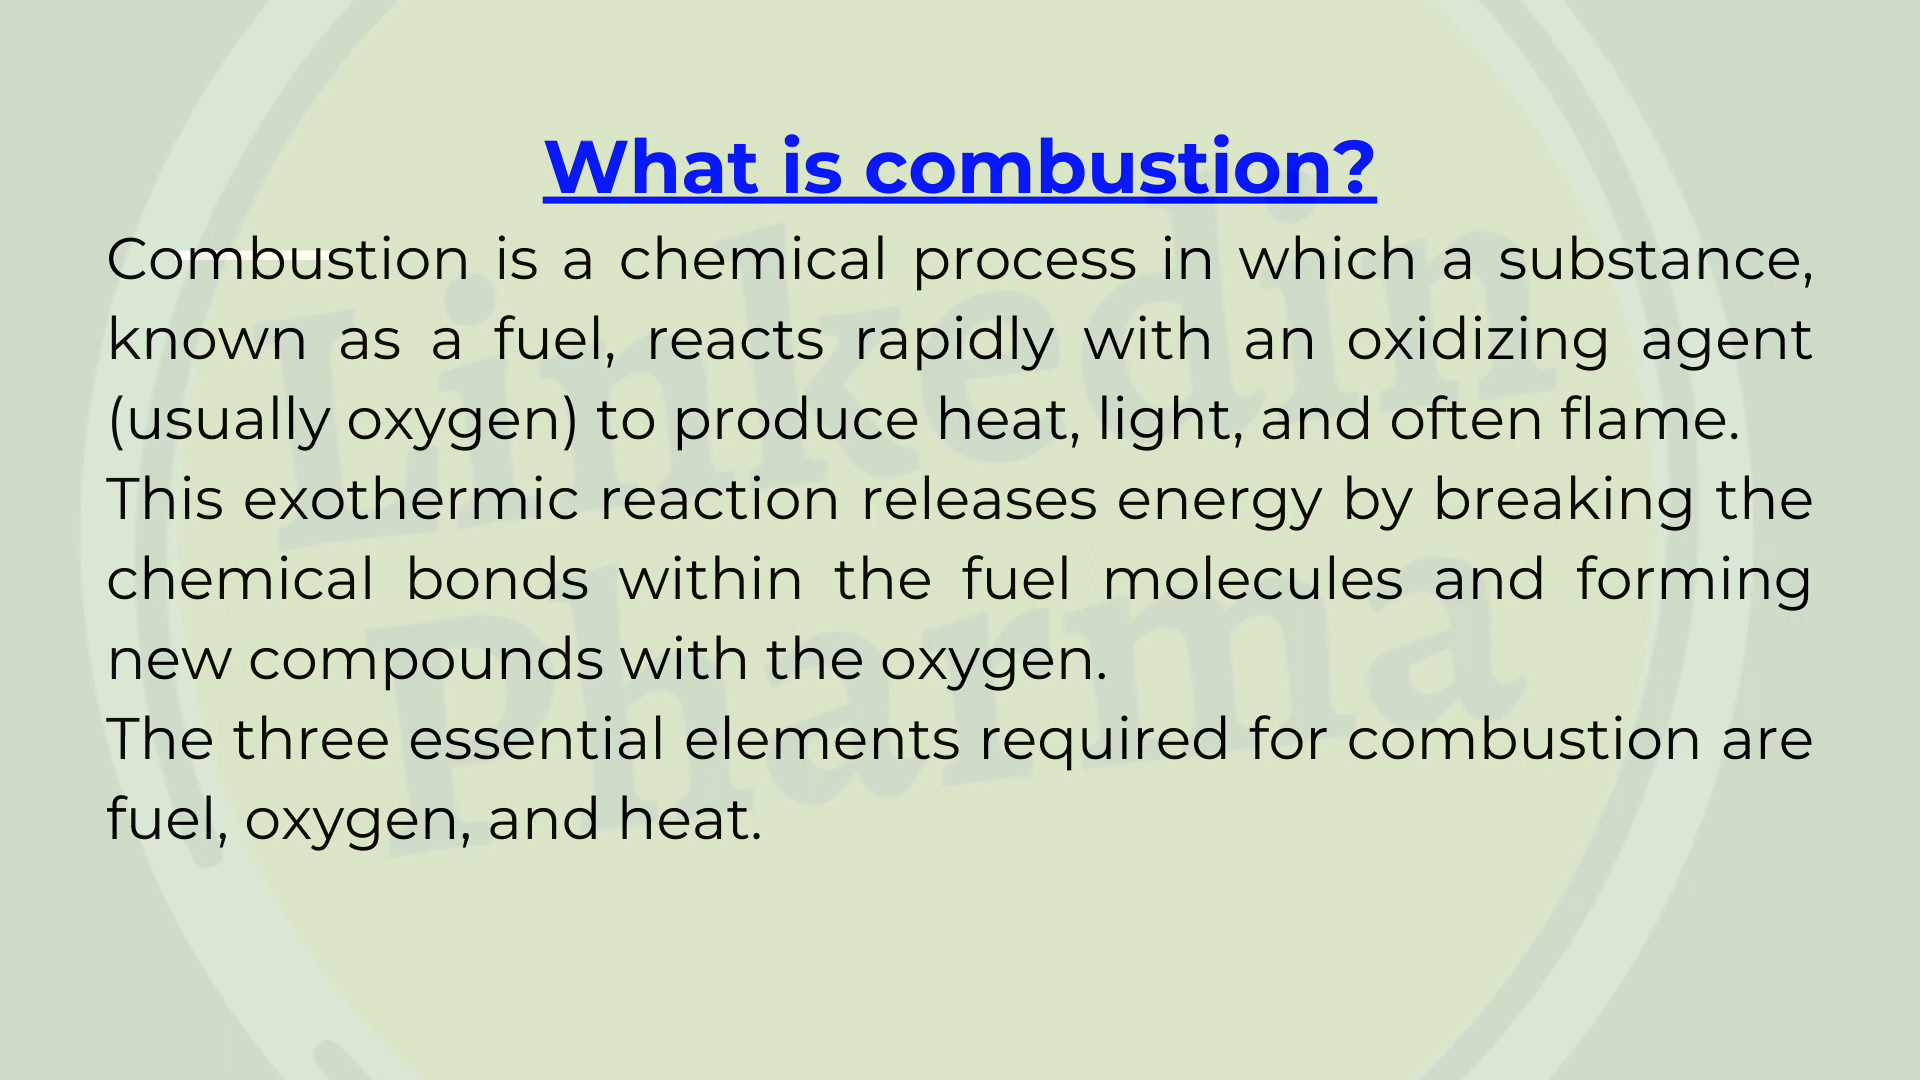 What is combustion?
Combustion is a chemical process in which a substance,
known as a fuel, reacts rapidly with an oxidizing agent
(usually oxygen) to produce heat, light, and often flame.
This exothermic reaction releases energy by breaking the
chemical bonds within the fuel molecules and forming
new compounds with the oxygen.
The three essential elements required for combustion are
fuel, oxygen, and heat.
Linkedin
Pharma